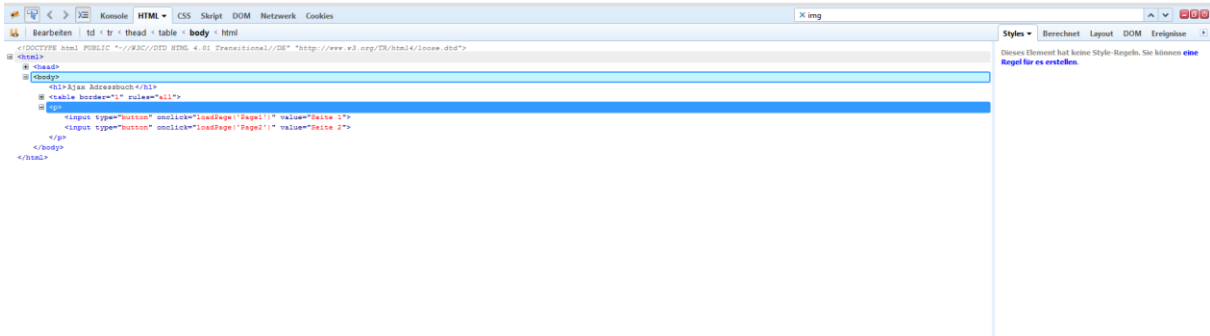 Konsole HTML CSS Skript DOM Netzwerk Cookies img
Bearbeiten td < tr < thead < table < body < html Styles Berechnet Layout DOM Ereignisse
<!DOCTYPE html PUBLIC "-//W3C//DTD HTML 4.01 Transitional//DE" "http://www.w3.org/TR/html4/loose.dtd">
Dieses Element hat keine Style-Regeln. Sie können eine
Regel für es erstellen.
<html>
<head>
<body>
<h1>Ajax Adressbuch</h1>
<table border="1" rules="all">
<p>
<input type="button" onclick="loadPage('Page1')" value="Seite 1">
<input type="button" onclick="loadPage('Page2')" value="Seite 2">
</p>
</body>
</html>